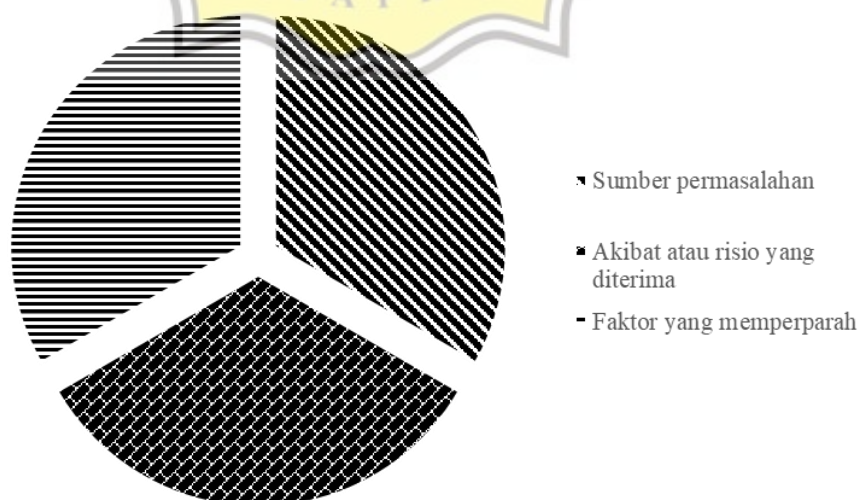 Sumber permasalahan
Akibat atau risio yang
diterima
Faktor yang memperparah